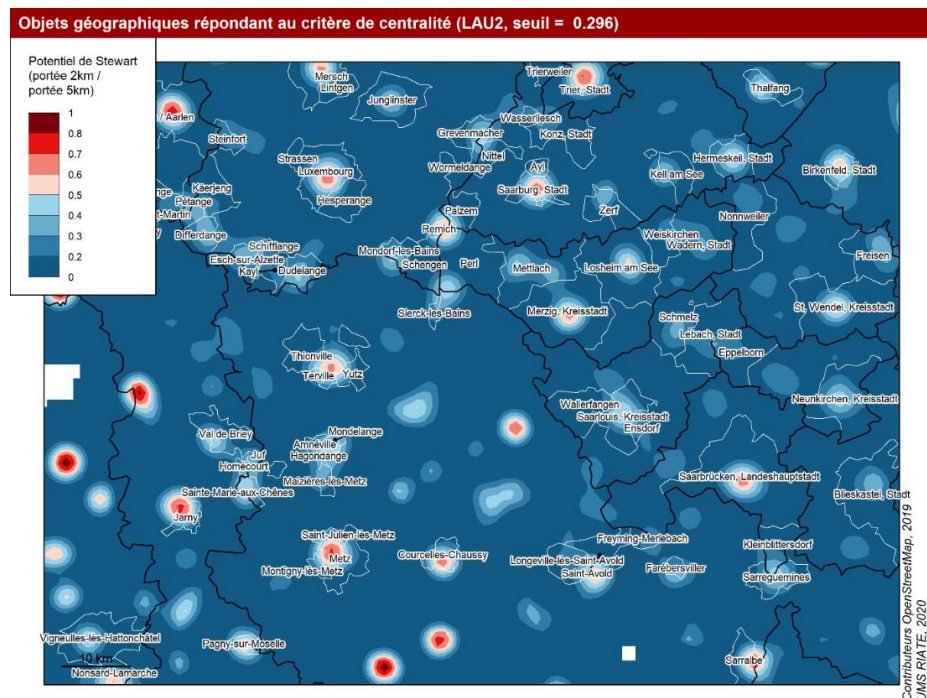 Objets géographiques répondant au critère de centralité (LAU2, seuil = 0.296)
Potentiel de Stewart
(portée 2km /
portée 5km)
1
0.8
0.7
0.6
0.5
0.4
0.2
0
Mersch
Lintgen
Junglinster
Trierweiler
Trier, Stadt
Thalfang
/ Aarlen
Steinfort
Wasserliesch
Grevenmacher
Konz, Stadt
Nittel
Wormeldange
Strassen
Luxembourg
Hesperange
Ayl
Saarburg, Stadt
Hermeskeil, Stadt
Kell am See
Birkenfeld, Stadt
Käerjeng
nge
Pétange
t-Martin
Differdange
Palzem
Remich
Zerf
Nonnweiler
Weiskirchen
Wadern, Stadt
Freisen
Schifflange
Esch-sur-Alzette
Kayl
Dudelange
Mondorf-les-Bains
Schengen
Perl
Mettlach
Losheim am See
Sierck-les-Bains
Merzig, Kreisstadt
Schmelz
Lebach, Stadt
Eppelborn
St. Wendel, Kreisstadt
Thionville
Terville
Yutz
Wallerfangen
Saarlouis, Kreisstadt
Ensdorf
Neunkirchen, Kreisstadt
Val de Briey
Mondelange
Amnéville
Hagondange
Juf
Homécourt
Maizières-lès-Metz
Sainte-Marie-aux-Chênes
Jarny
Saarbrücken, Landeshauptstadt
Blieskastel, Stadt
Saint-Julien-lès-Metz
Metz
Montigny-lès-Metz
Courcelles-Chaussy
Freyming-Merlebach
Longeville-lès-Saint-Avold
Saint-Avold
Farébersviller
Kleinblittersdorf
Sarreguemines
Vigneulles-lès-Hattonchâtel
Pagny-sur-Moselle
10 km
Nonsard-Lamarche
Sarralbe
Contributeurs OpenStreetMap, 2019
UMS RIATE, 2020